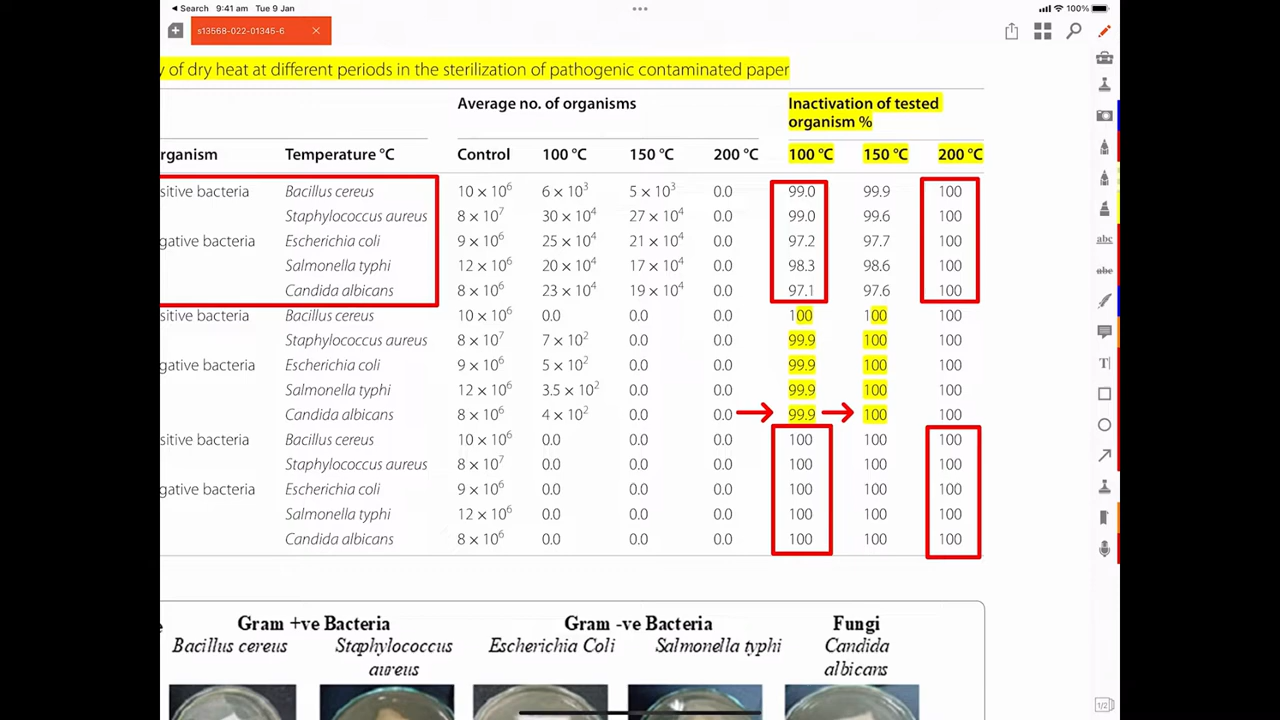 Search 9:41 am Tue 9 Jan 100%
s13568-022-01345-6
y of dry heat at different periods in the sterilization of pathogenic contaminated paper
Average no. of organisms Inactivation of tested
organism %
rganism Temperature °C Control 100 °C 150 °C 200 °C 100 °C 150 °C 200 °C
sitive bacteria Bacillus cereus 10 × 10⁶ 6 × 10³ 5 × 10³ 0.0 99.0 99.9 100
Staphylococcus aureus 8 × 10⁷ 30 × 10⁴ 27 × 10⁴ 0.0 99.0 99.6 100
gative bacteria Escherichia coli 9 × 10⁶ 25 × 10⁴ 21 × 10⁴ 0.0 97.2 97.7 100
Salmonella typhi 12 × 10⁶ 20 × 10⁴ 17 × 10⁴ 0.0 98.3 98.6 100
Candida albicans 8 × 10⁶ 23 × 10⁴ 19 × 10⁴ 0.0 97.1 97.6 100
sitive bacteria Bacillus cereus 10 × 10⁶ 0.0 0.0 0.0 100 100 100
Staphylococcus aureus 8 × 10⁷ 7 × 10² 0.0 0.0 99.9 100 100
gative bacteria Escherichia coli 9 × 10⁶ 5 × 10² 0.0 0.0 99.9 100 100
Salmonella typhi 12 × 10⁶ 3.5 × 10² 0.0 0.0 99.9 100 100
Candida albicans 8 × 10⁶ 4 × 10² 0.0 0.0 99.9 100 100
sitive bacteria Bacillus cereus 10 × 10⁶ 0.0 0.0 0.0 100 100 100
Staphylococcus aureus 8 × 10⁷ 0.0 0.0 0.0 100 100 100
gative bacteria Escherichia coli 9 × 10⁶ 0.0 0.0 0.0 100 100 100
Salmonella typhi 12 × 10⁶ 0.0 0.0 0.0 100 100 100
Candida albicans 8 × 10⁶ 0.0 0.0 0.0 100 100 100
e Gram +ve Bacteria Gram -ve Bacteria Fungi
Bacillus cereus Staphylococcus Escherichia Coli Salmonella typhi Candida
aureus albicans
abc
abc
T
1/2